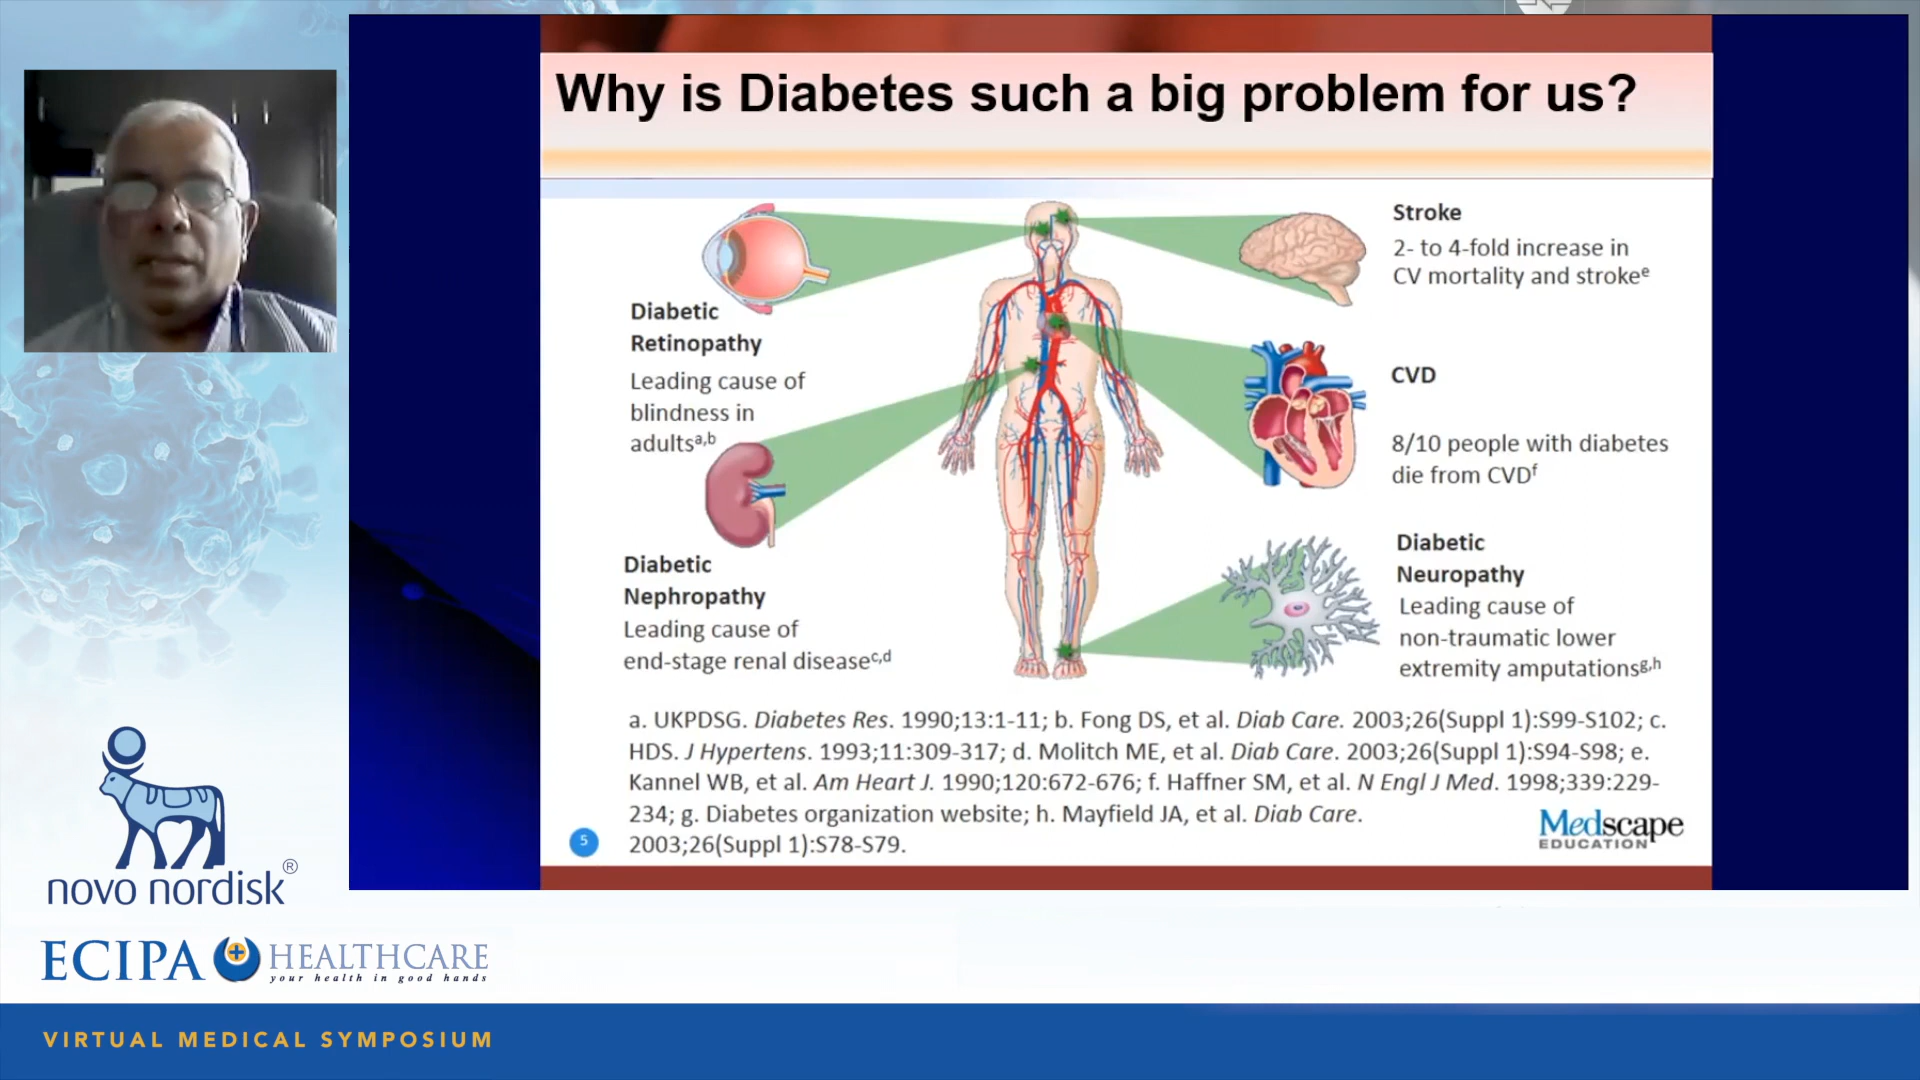 Why is Diabetes such a big problem for us?
Diabetic
Retinopathy
Leading cause of
blindness in
adultsa,b
Diabetic
Nephropathy
Leading cause of
end-stage renal diseasec,d
Stroke
2- to 4-fold increase in
CV mortality and strokee
CVD
8/10 people with diabetes
die from CVDf
Diabetic
Neuropathy
Leading cause of
non-traumatic lower
extremity amputationsg,h
a. UKPDSG. Diabetes Res. 1990;13:1-11; b. Fong DS, et al. Diab Care. 2003;26(Suppl 1):S99-S102; c.
HDS. J Hypertens. 1993;11:309-317; d. Molitch ME, et al. Diab Care. 2003;26(Suppl 1):S94-S98; e.
Kannel WB, et al. Am Heart J. 1990;120:672-676; f. Haffner SM, et al. N Engl J Med. 1998;339:229-
234; g. Diabetes organization website; h. Mayfield JA, et al. Diab Care.
2003;26(Suppl 1):S78-S79.
5
Medscape
EDUCATION
novo nordisk®
ECIPA HEALTHCARE
your health in good hands
VIRTUAL MEDICAL SYMPOSIUM